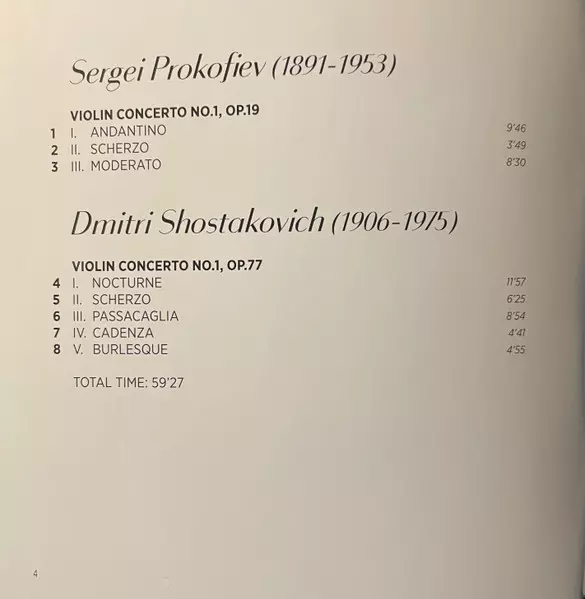 Sergei Prokofiev (1891-1953)
VIOLIN CONCERTO NO.1, OP.19
1 I. ANDANTINO 9'46
2 II. SCHERZO 3'49
3 III. MODERATO 8'30
Dmitri Shostakovich (1906-1975)
VIOLIN CONCERTO NO.1, OP.77
4 I. NOCTURNE 11'57
5 II. SCHERZO 6'25
6 III. PASSACAGLIA 8'54
7 IV. CADENZA 4'41
8 V. BURLESQUE 4'55
TOTAL TIME: 59'27
4